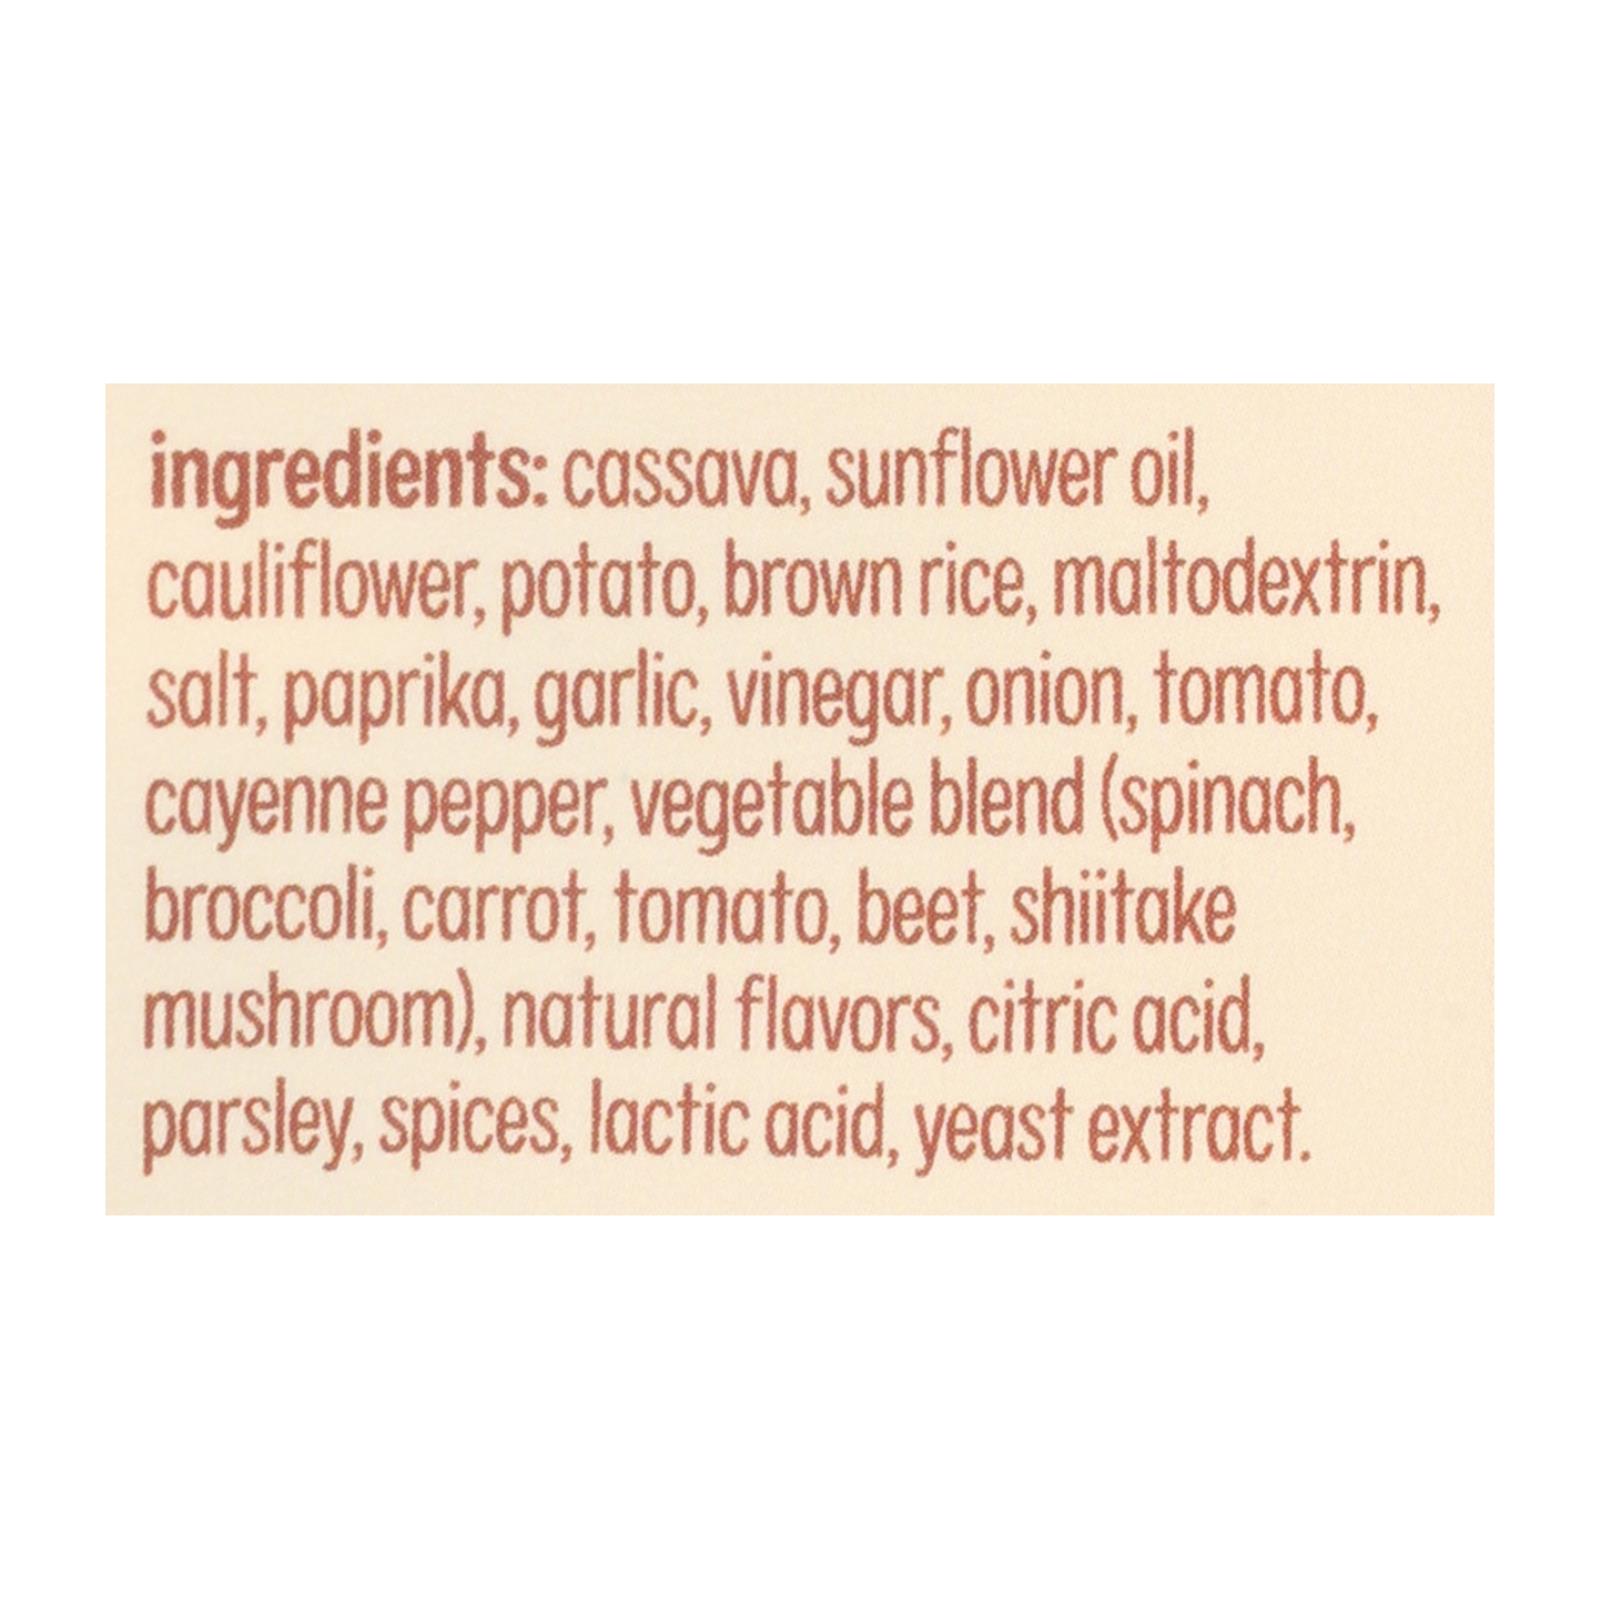 ingredients: cassava, sunflower oil,
cauliflower, potato, brown rice, maltodextrin,
salt, paprika, garlic, vinegar, onion, tomato,
cayenne pepper, vegetable blend (spinach,
broccoli, carrot, tomato, beet, shiitake
mushroom), natural flavors, citric acid,
parsley, spices, lactic acid, yeast extract.